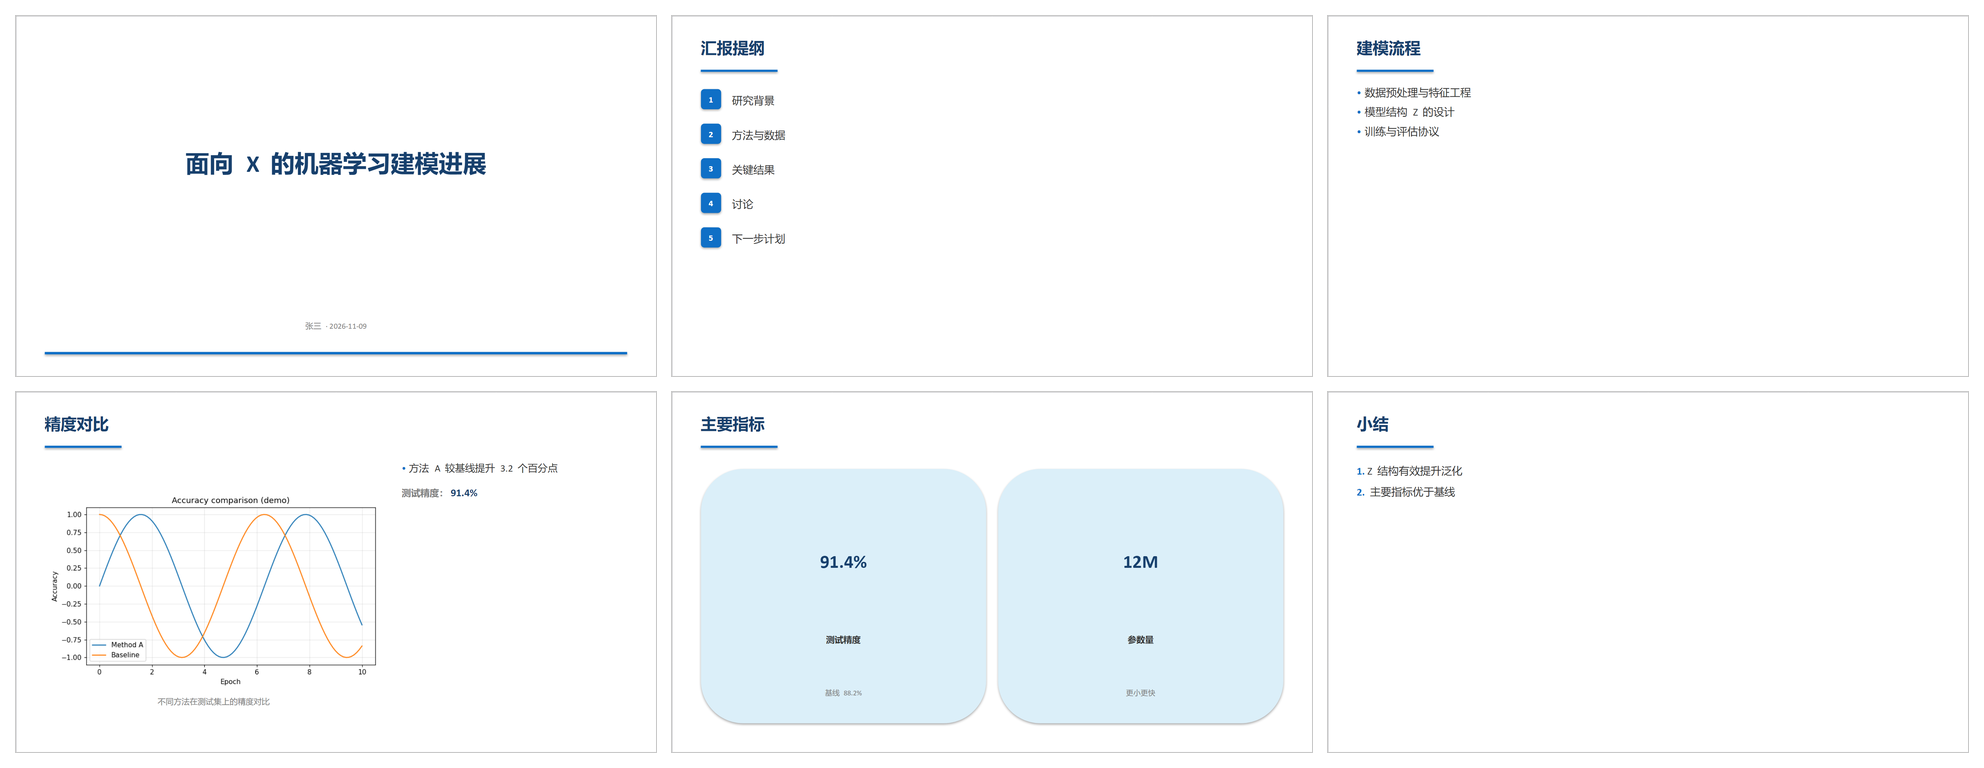 面向 X 的机器学习建模进展
张三 · 2026-11-09
汇报提纲
1 研究背景
2 方法与数据
3 关键结果
4 讨论
5 下一步计划
建模流程
• 数据预处理与特征工程
• 模型结构 Z 的设计
• 训练与评估协议
精度对比
Accuracy comparison (demo)
1.00
0.75
0.50
0.25
0.00
−0.25
−0.50
−0.75
−1.00
Accuracy
Method A
Baseline
0 2 4 6 8 10
Epoch
不同方法在测试集上的精度对比
• 方法 A 较基线提升 3.2 个百分点
测试精度： 91.4%
主要指标
91.4%
测试精度
基线 88.2%
12M
参数量
更小更快
小结
1. Z 结构有效提升泛化
2. 主要指标优于基线